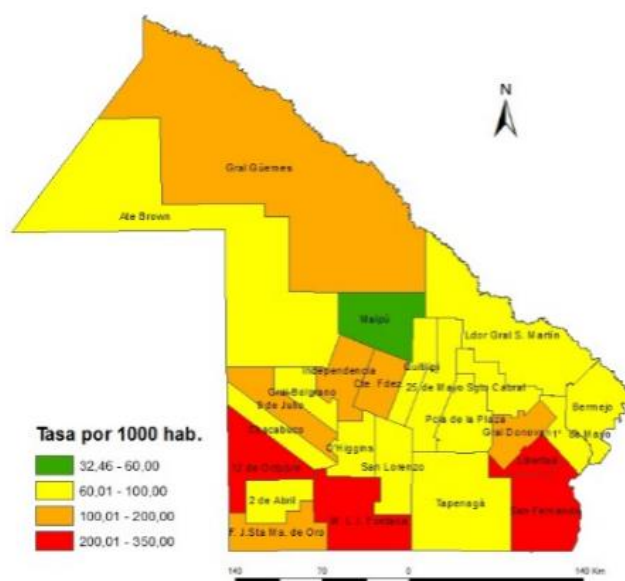 N
Gral Güemes
Alte Brown
Maipú
Ldor Gral S. Martín
Independencia
Cte. Fdez
Quitilipi
25 de Mayo
Sgto Cabral
Gral Belgrano
9 de Julio
Bermejo
Chacabuco
Pcia de la Plaza
Gral Donovan
1° de Mayo
O'Higgins
Libertad
12 de Octubre
San Lorenzo
2 de Abril
Tapenagá
San Fernando
F. J. Sta Ma. de Oro
M. L. J. Fontana
Tasa por 1000 hab.
32,46 - 60,00
60,01 - 100,00
100,01 - 200,00
200,01 - 350,00
140 70 0 140 Km